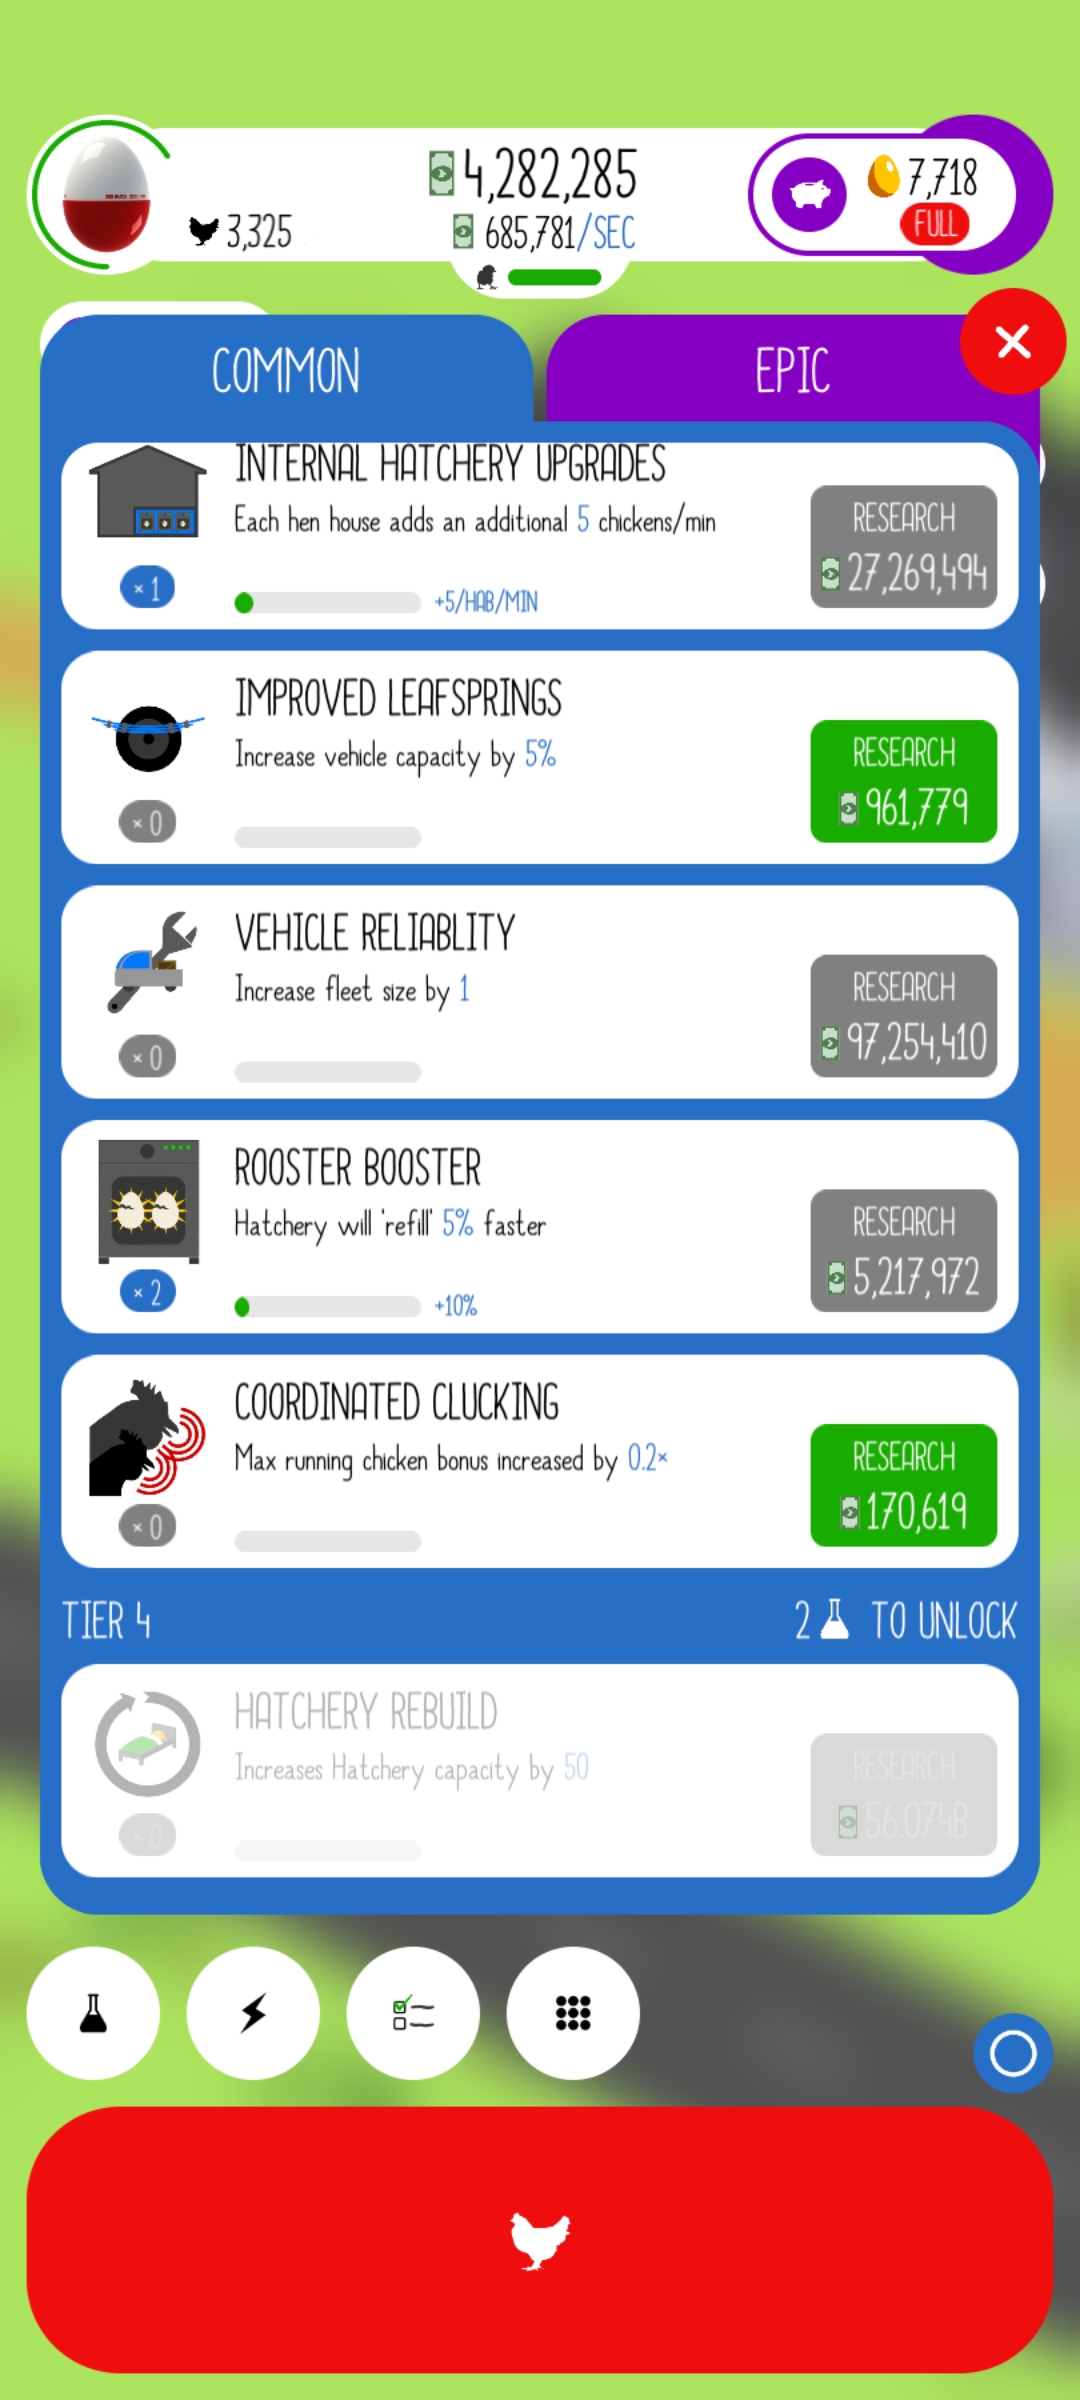 4,282,285
7,718
3,325
685,781/SEC
FULL
COMMON
EPIC
INTERNAL HATCHERY UPGRADES
Each hen house adds an additional 5 chickens/min
RESEARCH
27,269,494
× 1
+5/HAB/MIN
IMPROVED LEAFSPRINGS
Increase vehicle capacity by 5%
RESEARCH
961,779
× 0
VEHICLE RELIABLITY
Increase fleet size by 1
RESEARCH
97,254,410
× 0
ROOSTER BOOSTER
Hatchery will 'refill' 5% faster
RESEARCH
5,217,972
× 2
+10%
COORDINATED CLUCKING
Max running chicken bonus increased by 0.2×
RESEARCH
170,619
× 0
TIER 4
2 TO UNLOCK
HATCHERY REBUILD
Increases Hatchery capacity by 50
RESEARCH
56.074B
× 0